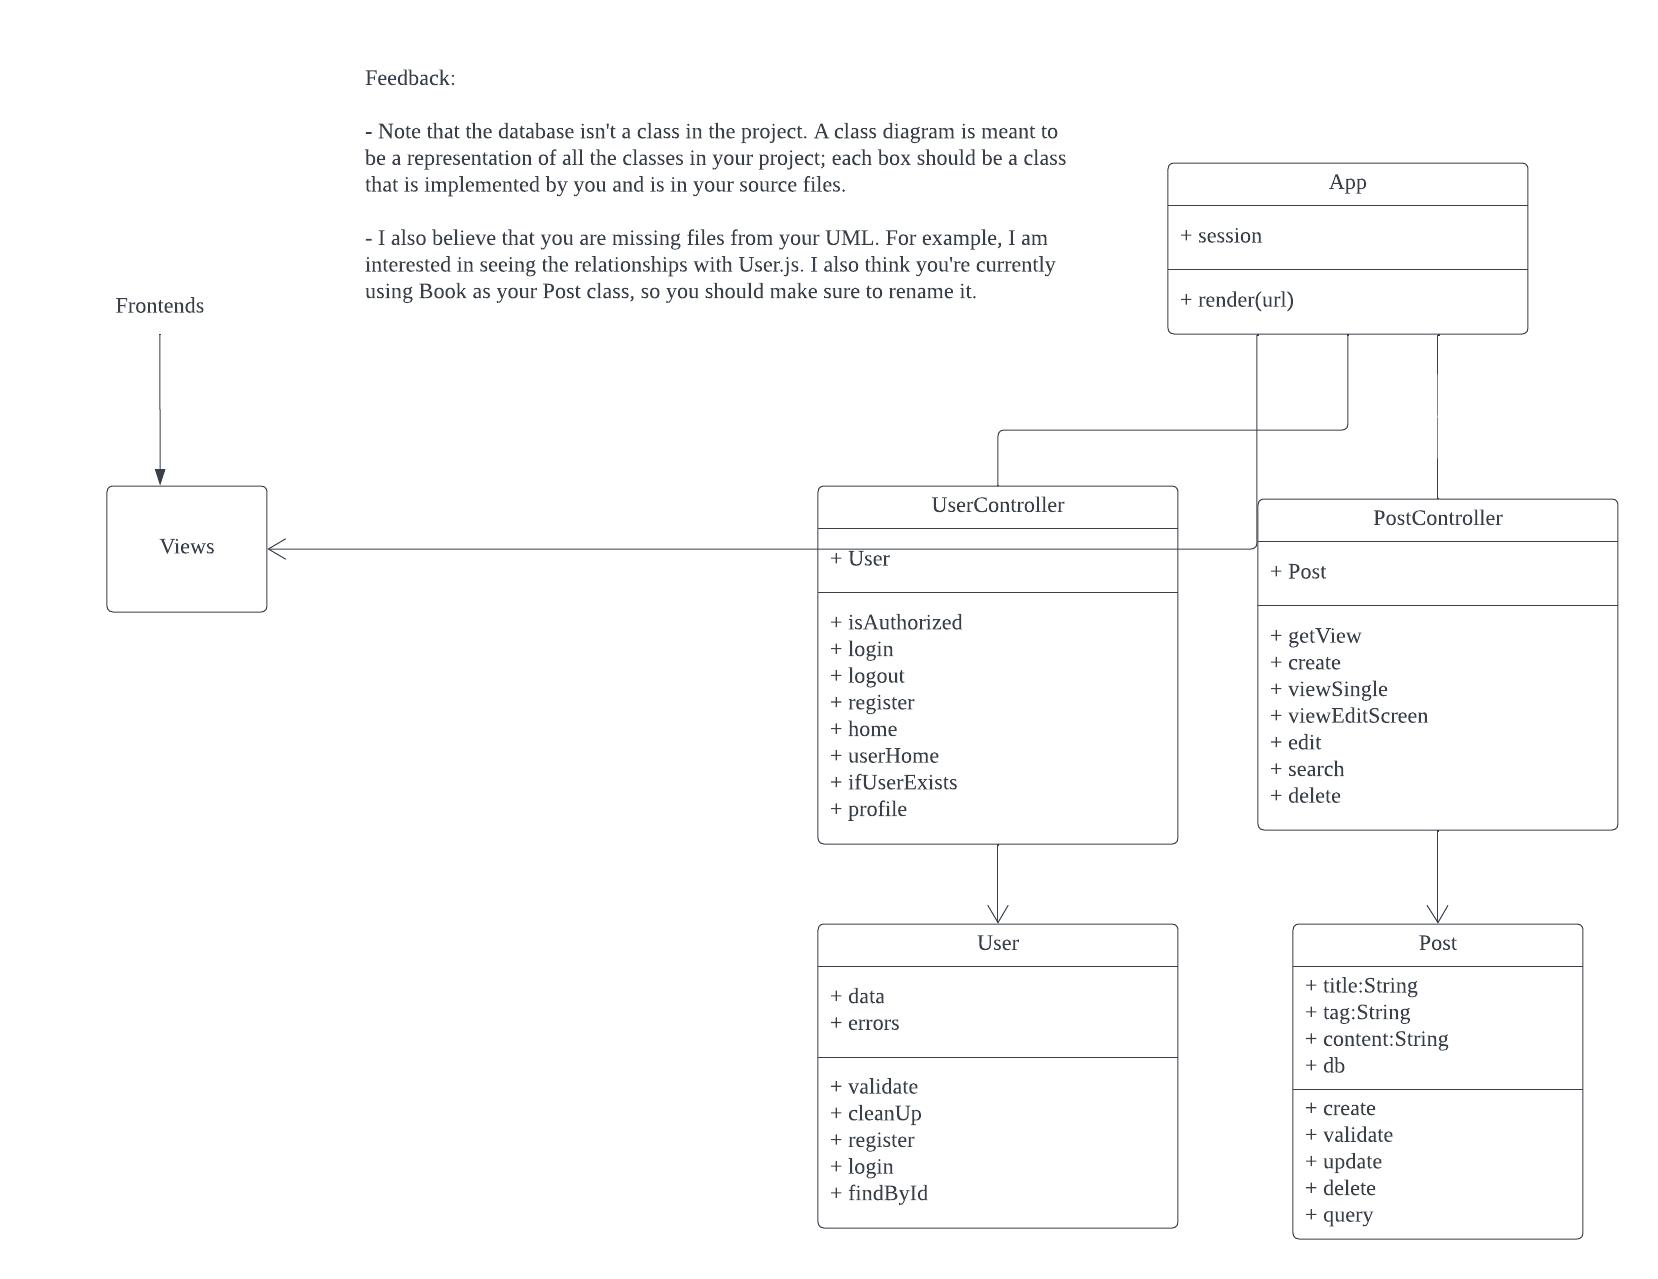 Feedback:
- Note that the database isn't a class in the project. A class diagram is meant to
be a representation of all the classes in your project; each box should be a class
that is implemented by you and is in your source files.
- I also believe that you are missing files from your UML. For example, I am
interested in seeing the relationships with User.js. I also think you're currently
using Book as your Post class, so you should make sure to rename it.
App
+ session
+ render(url)
Frontends
Views
UserController
+ User
+ isAuthorized
+ login
+ logout
+ register
+ home
+ userHome
+ ifUserExists
+ profile
PostController
+ Post
+ getView
+ create
+ viewSingle
+ viewEditScreen
+ edit
+ search
+ delete
User
+ data
+ errors
+ validate
+ cleanUp
+ register
+ login
+ findById
Post
+ title:String
+ tag:String
+ content:String
+ db
+ create
+ validate
+ update
+ delete
+ query